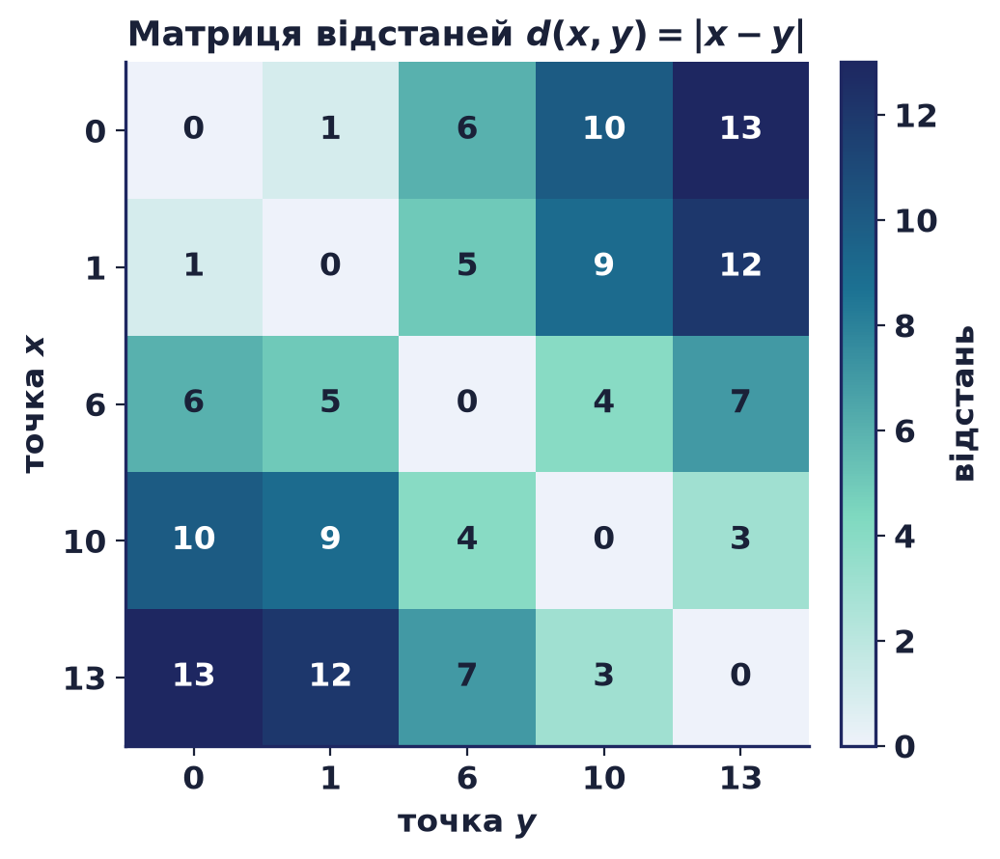 Матриця відстаней d(x, y) = |x − y|
0 0 1 6 10 13
1 1 0 5 9 12
6 6 5 0 4 7
10 10 9 4 0 3
13 13 12 7 3 0
0 1 6 10 13
точка y
точка x
12
10
8
6
4
2
0
відстань